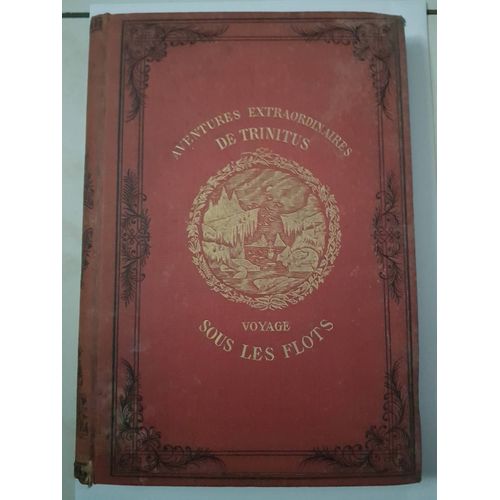 AVENTURES EXTRAORDINAIRES
DE TRINITUS
VOYAGE
SOUS LES FLOTS